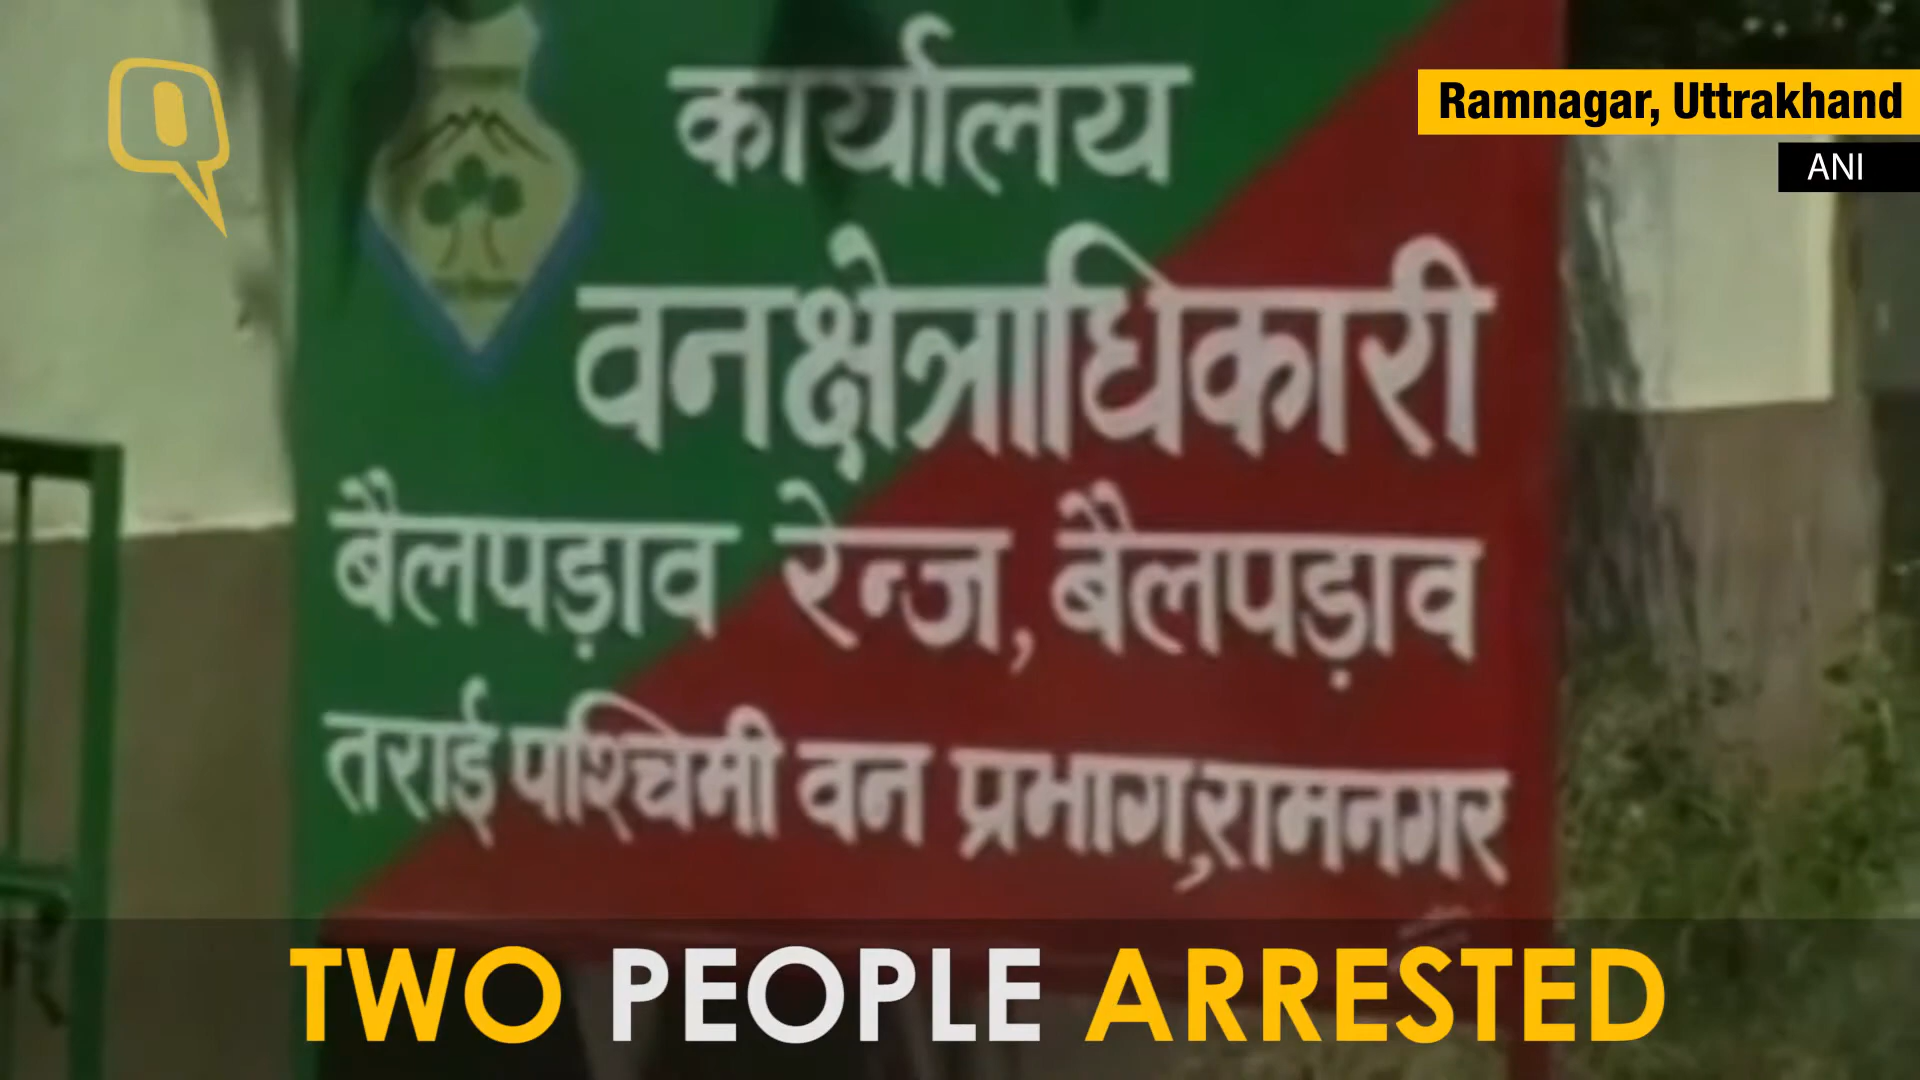 Ramnagar, Uttrakhand
ANI
कार्यालय
वनक्षेत्राधिकारी
बैलपड़ाव रेन्ज, बैलपड़ाव
तराई पश्चिमी वन प्रभाग,रामनगर
TWO PEOPLE ARRESTED